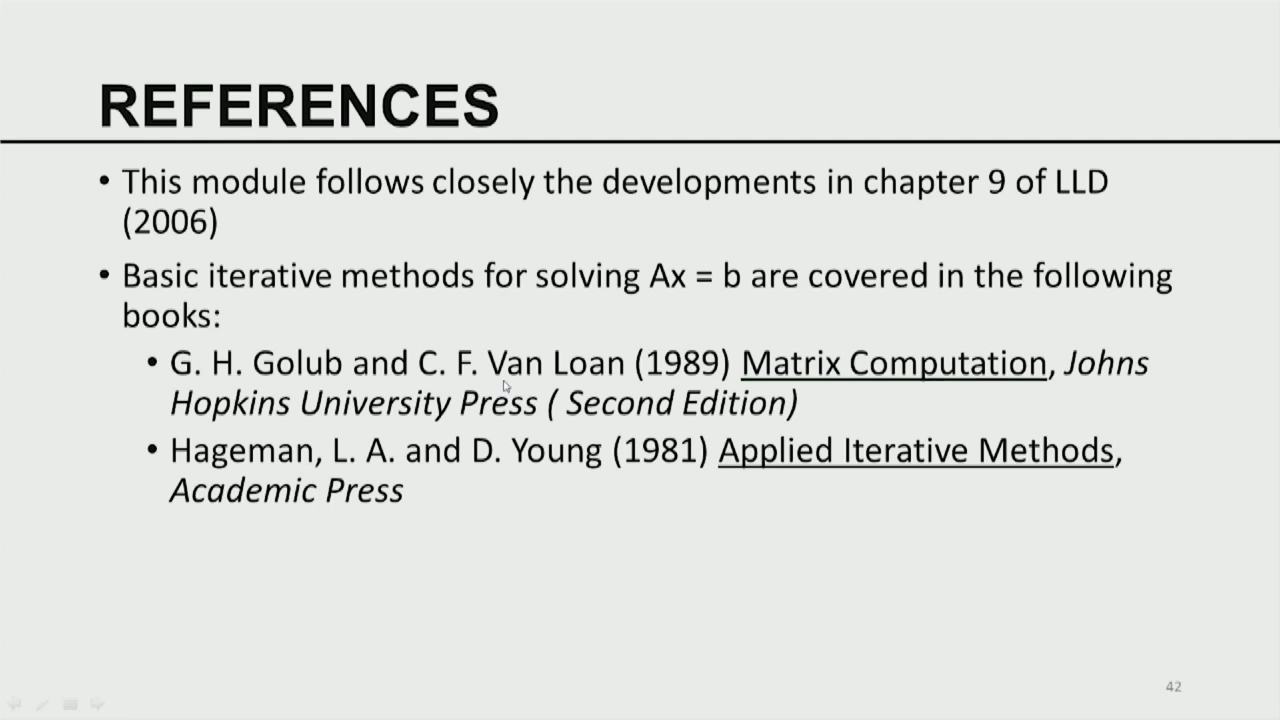 REFERENCES
• This module follows closely the developments in chapter 9 of LLD
(2006)
• Basic iterative methods for solving Ax = b are covered in the following
books:
• G. H. Golub and C. F. Van Loan (1989) Matrix Computation, Johns
Hopkins University Press ( Second Edition)
• Hageman, L. A. and D. Young (1981) Applied Iterative Methods,
Academic Press
42